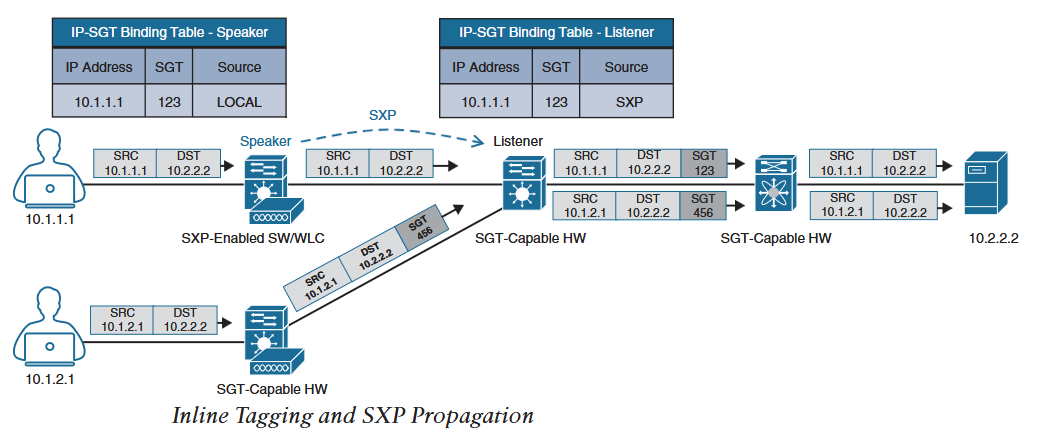 IP-SGT Binding Table - Speaker
IP Address SGT Source
10.1.1.1 123 LOCAL
IP-SGT Binding Table - Listener
IP Address SGT Source
10.1.1.1 123 SXP
SXP
Speaker
Listener
SRC 10.1.1.1
DST 10.2.2.2
SRC 10.1.1.1
DST 10.2.2.2
SRC 10.1.1.1
DST 10.2.2.2
SGT 123
SRC 10.1.1.1
DST 10.2.2.2
SRC 10.1.2.1
DST 10.2.2.2
SGT 456
SRC 10.1.2.1
DST 10.2.2.2
10.1.1.1
SXP-Enabled SW/WLC
SGT-Capable HW
SGT-Capable HW
10.2.2.2
SRC 10.1.2.1
DST 10.2.2.2
SGT 456
SRC 10.1.2.1
DST 10.2.2.2
10.1.2.1
SGT-Capable HW
Inline Tagging and SXP Propagation